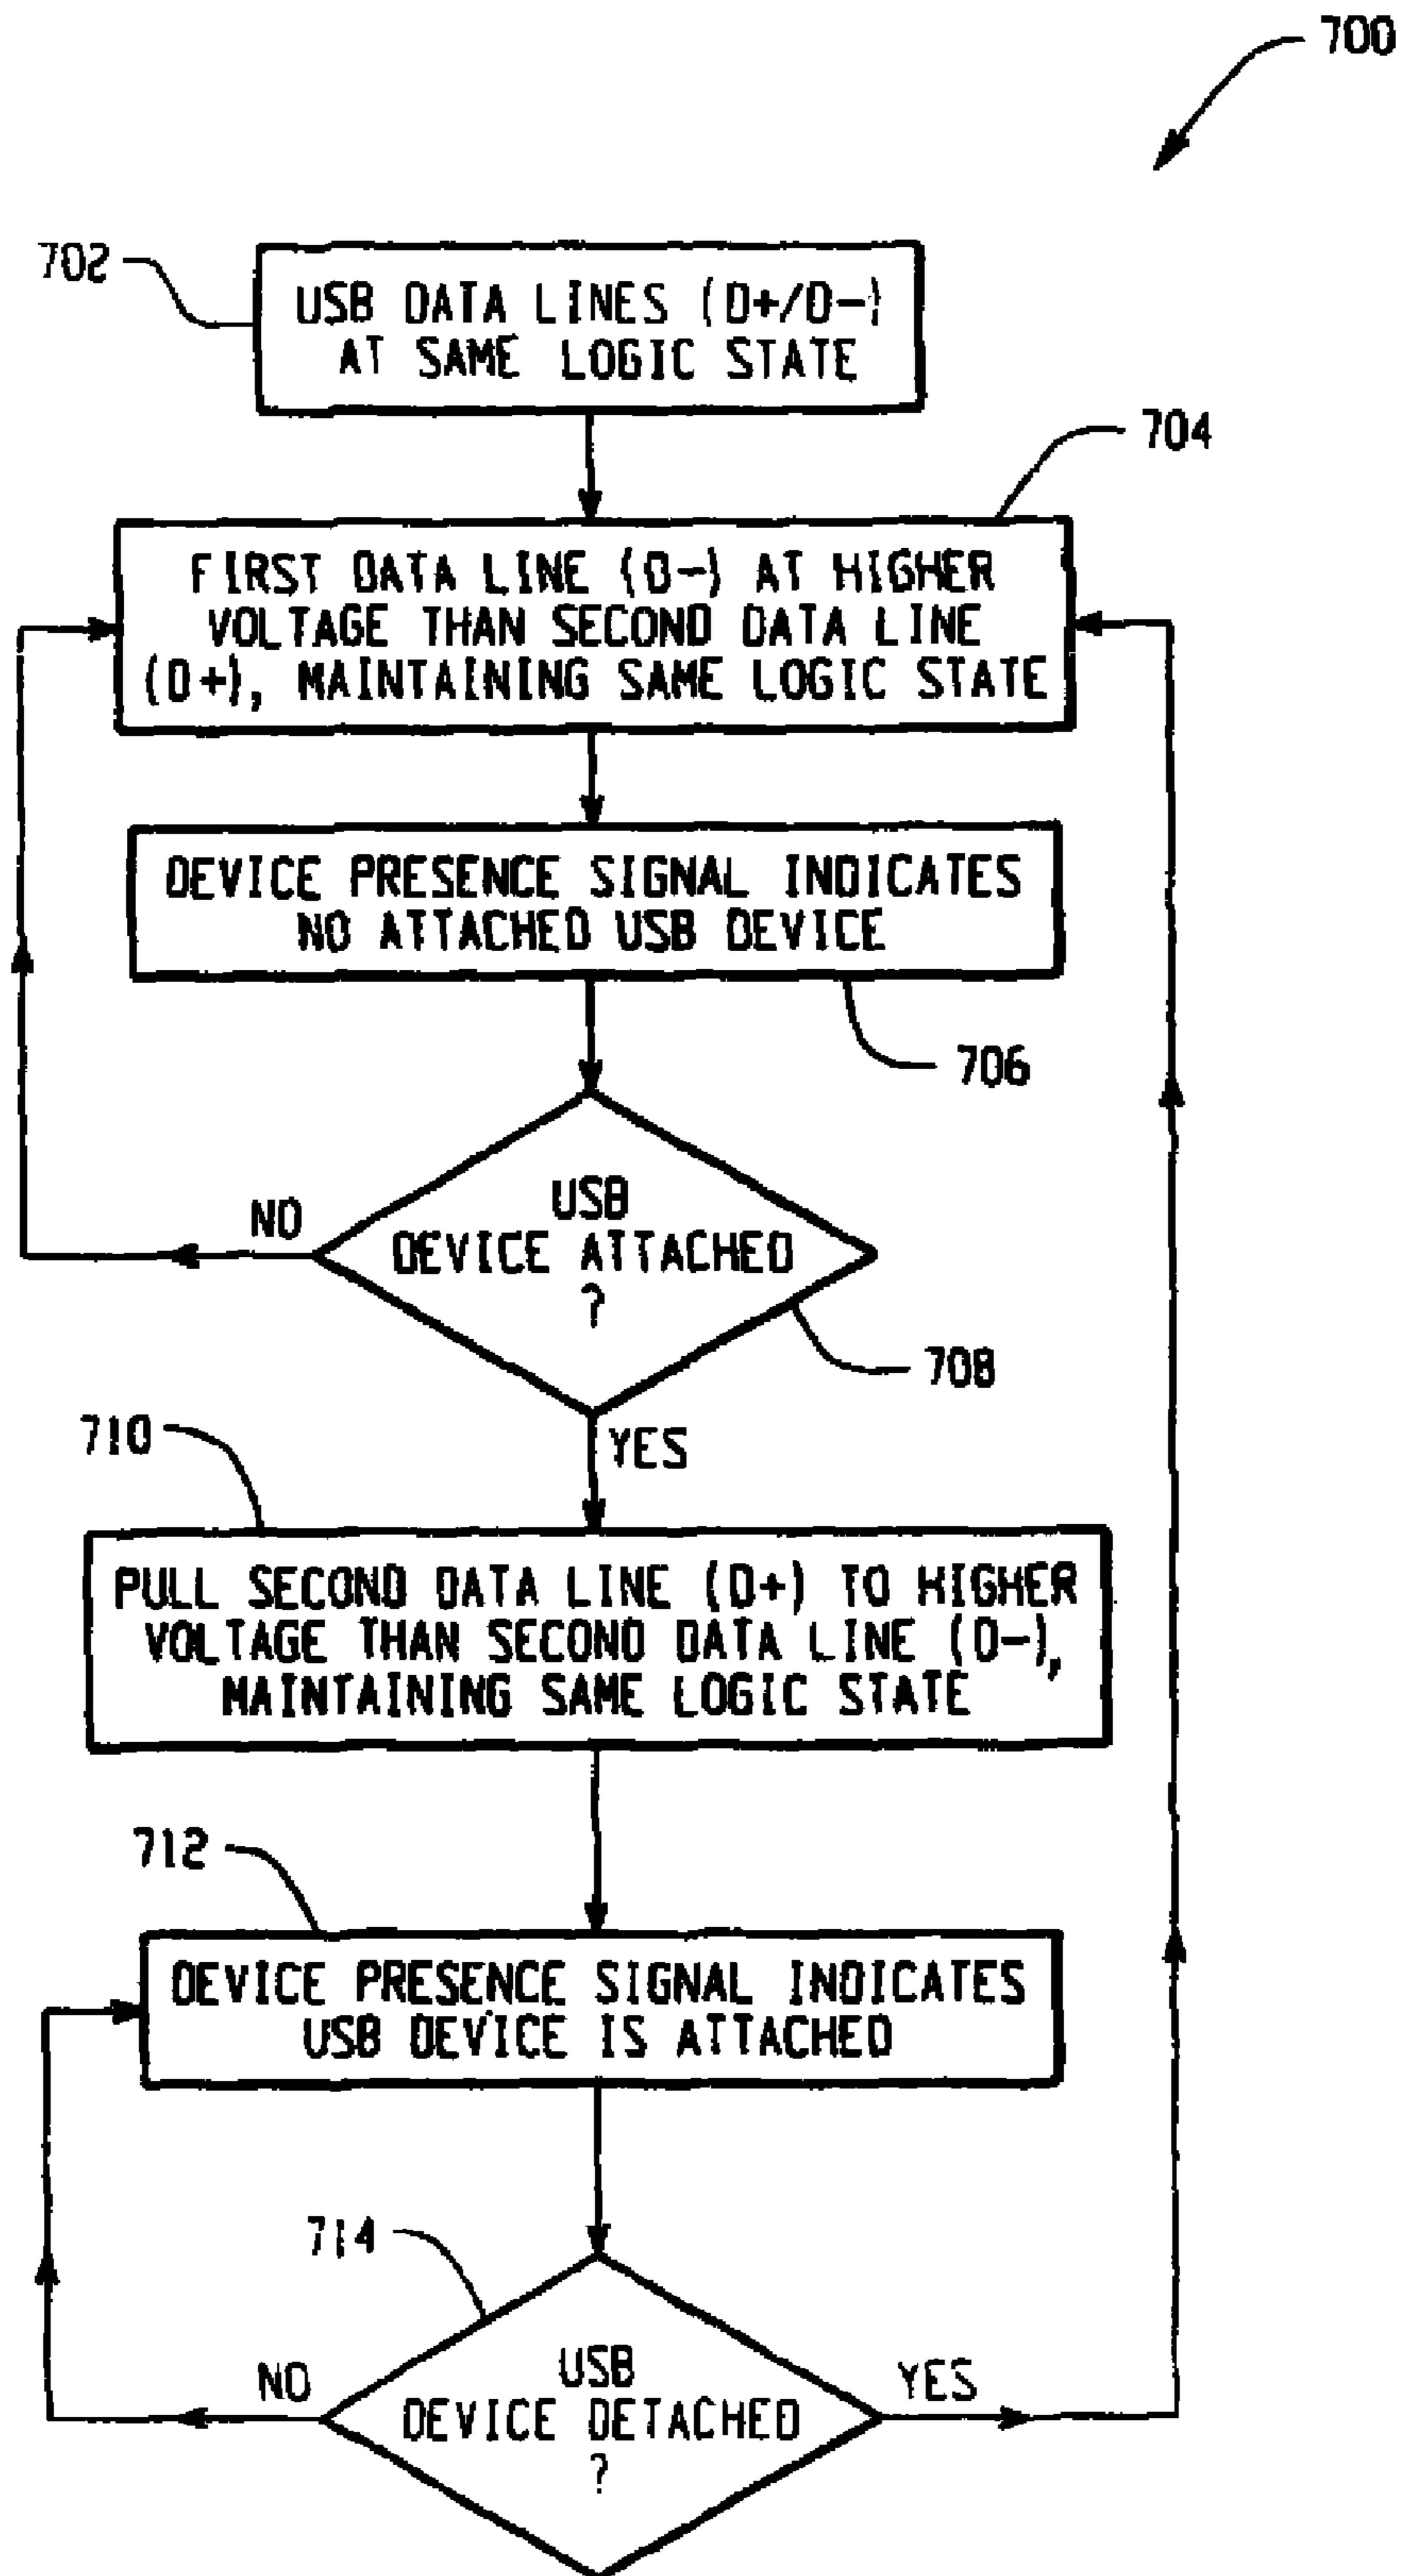 700
702
USB DATA LINES (D+/D-)
AT SAME LOGIC STATE
704
FIRST DATA LINE (D-) AT HIGHER
VOLTAGE THAN SECOND DATA LINE
(D+), MAINTAINING SAME LOGIC STATE
DEVICE PRESENCE SIGNAL INDICATES
NO ATTACHED USB DEVICE
706
USB
DEVICE ATTACHED
?
NO
708
YES
710
PULL SECOND DATA LINE (D+) TO HIGHER
VOLTAGE THAN SECOND DATA LINE (D-),
MAINTAINING SAME LOGIC STATE
712
DEVICE PRESENCE SIGNAL INDICATES
USB DEVICE IS ATTACHED
714
USB
DEVICE DETACHED
?
NO
YES